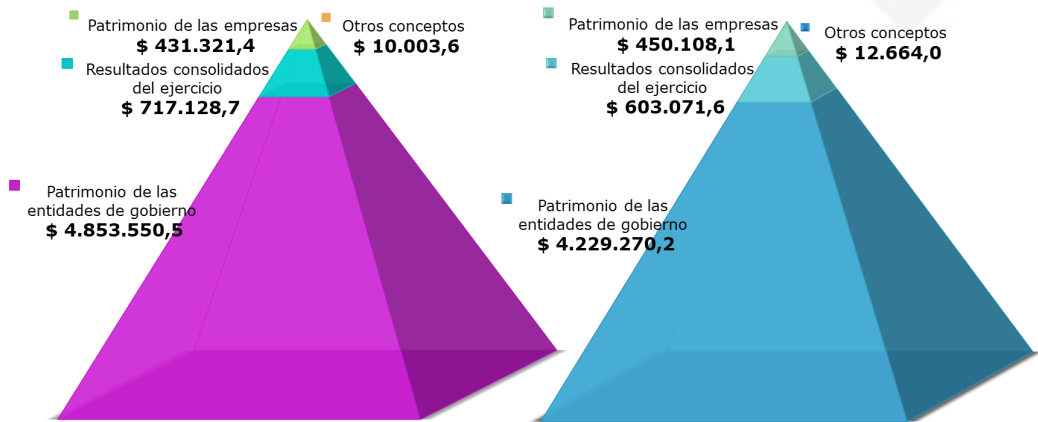 Patrimonio de las empresas
$ 431.321,4
Otros conceptos
$ 10.003,6
Resultados consolidados
del ejercicio
$ 717.128,7
Patrimonio de las
entidades de gobierno
$ 4.853.550,5
Patrimonio de las empresas
$ 450.108,1
Otros conceptos
$ 12.664,0
Resultados consolidados
del ejercicio
$ 603.071,6
Patrimonio de las
entidades de gobierno
$ 4.229.270,2